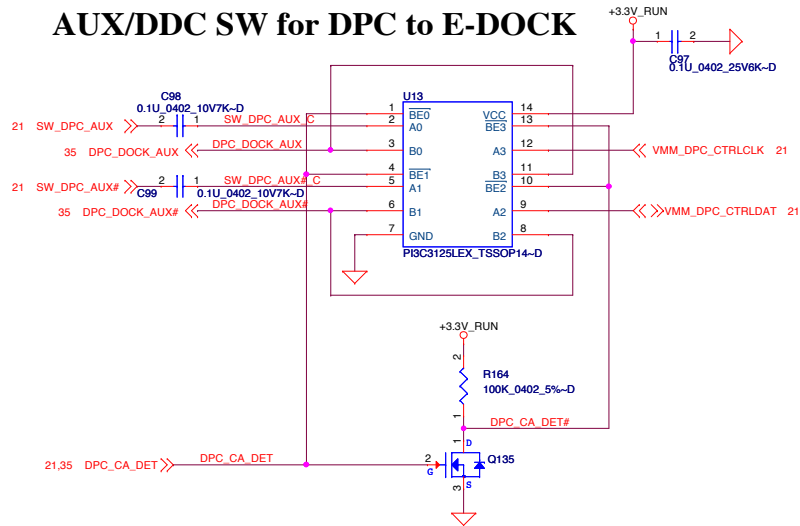 AUX/DDC SW for DPC to E-DOCK
+3.3V_RUN
1 2
C97
0.1U_0402_25V6K~D
C98
0.1U_0402_10V7K~D
U13
21 SW_DPC_AUX 2 1 SW_DPC_AUX_C
35 DPC_DOCK_AUX DPC_DOCK_AUX
21 SW_DPC_AUX# 2 1 SW_DPC_AUX#_C
C99 0.1U_0402_10V7K~D
35 DPC_DOCK_AUX# DPC_DOCK_AUX#
1 BE0 VCC 14
2 A0 BE3 13
3 B0 A3 12 VMM_DPC_CTRLCLK 21
4 BE1 B3 11
5 A1 BE2 10
6 B1 A2 9 VMM_DPC_CTRLDAT 21
7 GND B2 8
PI3C3125LEX_TSSOP14~D
+3.3V_RUN
2
R164
100K_0402_5%~D
1
DPC_CA_DET#
1 D
21,35 DPC_CA_DET DPC_CA_DET 2 G Q135
3 S